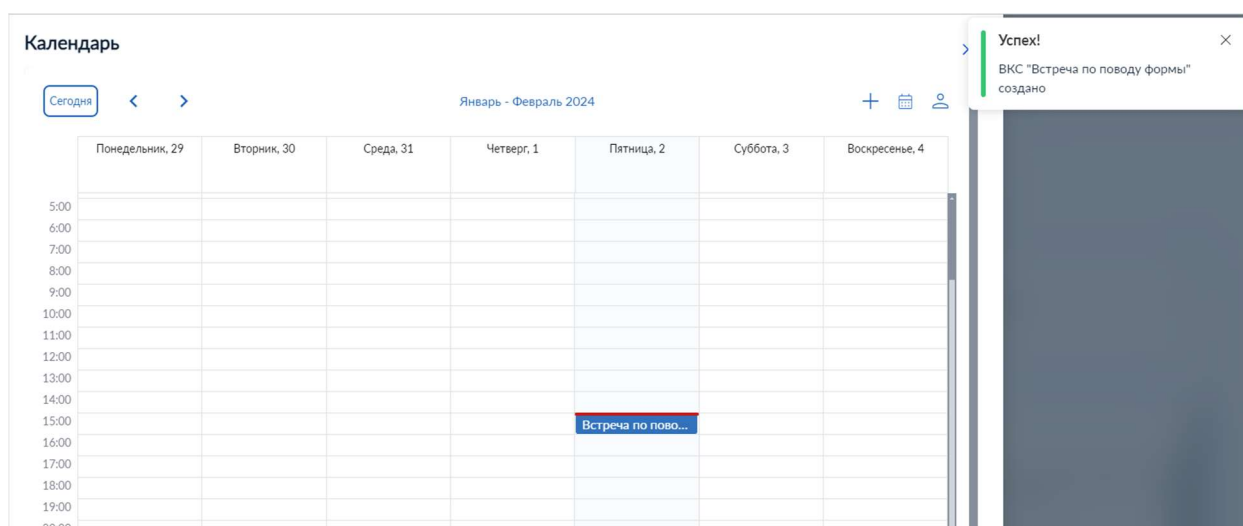 Календарь
Успех!
ВКС "Встреча по поводу формы"
создано
Сегодня
Январь - Февраль 2024
Понедельник, 29
Вторник, 30
Среда, 31
Четверг, 1
Пятница, 2
Суббота, 3
Воскресенье, 4
5:00
6:00
7:00
8:00
9:00
10:00
11:00
12:00
13:00
14:00
15:00
Встреча по пово...
16:00
17:00
18:00
19:00